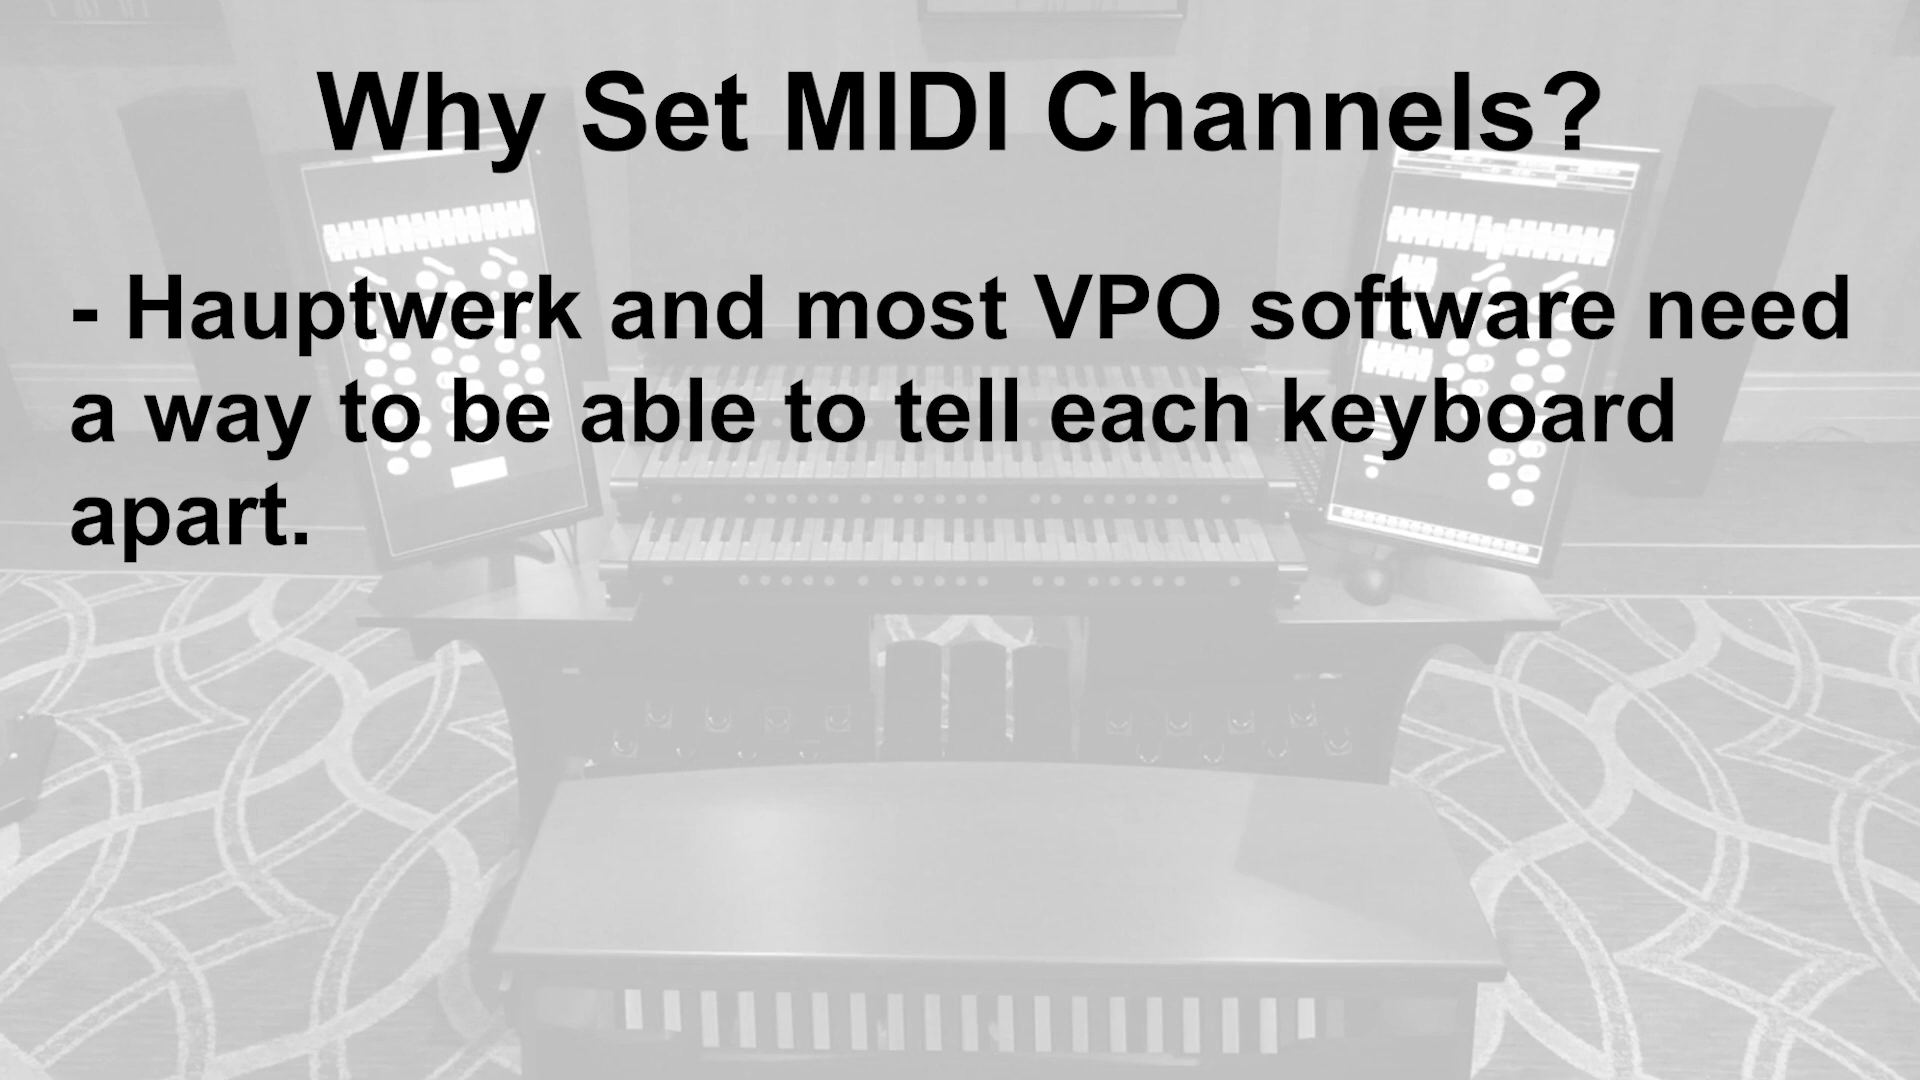 Why Set MIDI Channels?
- Hauptwerk and most VPO software need
a way to be able to tell each keyboard
apart.